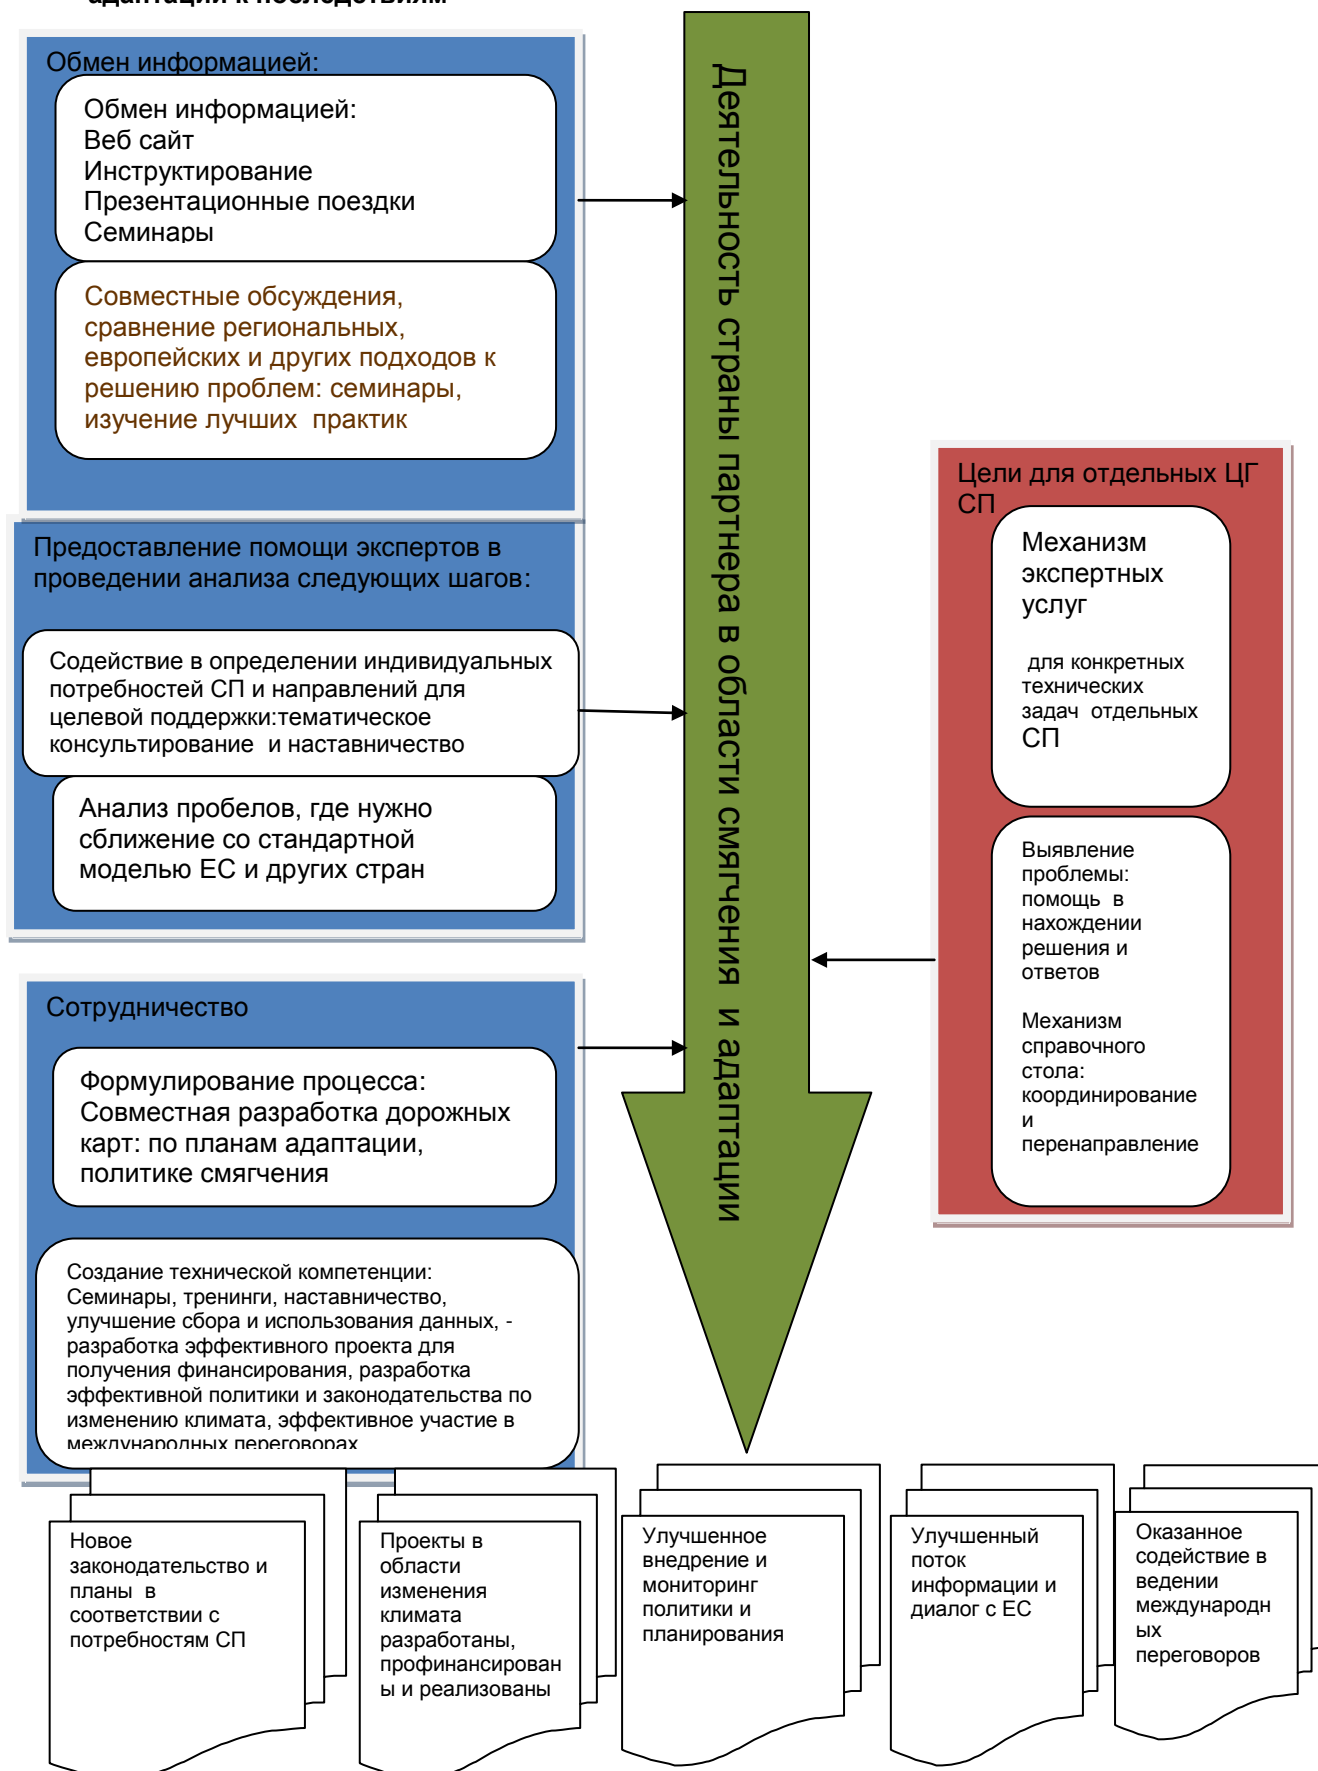 адаптации к последствиям
Обмен информацией:
Обмен информацией:
Веб сайт
Инструктирование
Презентационные поездки
Семинары
Совместные обсуждения,
сравнение региональных,
европейских и других подходов к
решению проблем: семинары,
изучение лучших  практик
Предоставление помощи экспертов в
проведении анализа следующих шагов:
Содействие в определении индивидуальных
потребностей СП и направлений для
целевой поддержки:тематическое
консультирование  и наставничество
Анализ пробелов, где нужно
сближение со стандартной
моделью ЕС и других стран
Сотрудничество
Формулирование процесса:
Совместная разработка дорожных
карт: по планам адаптации,
политике смягчения
Создание технической компетенции:
Семинары, тренинги, наставничество,
улучшение сбора и использования данных, -
разработка эффективного проекта для
получения финансирования, разработка
эффективной политики и законодательства по
изменению климата, эффективное участие в
международных переговорах
Деятельность страны партнера в области смягчения  и адаптации
Цели для отдельных ЦГ
СП
Механизм
экспертных
услуг
для конкретных
технических
задач  отдельных
СП
Выявление
проблемы:
помощь  в
нахождении
решения и
ответов
Механизм
справочного
стола:
координирование
и
перенаправление
Новое
законодательство и
планы  в
соответствии с
потребностям СП
Проекты в
области
изменения
климата
разработаны,
профинансирован
ы и реализованы
Улучшенное
внедрение и
мониторинг
политики и
планирования
Улучшенный
поток
информации и
диалог с ЕС
Оказанное
содействие в
ведении
международн
ых
переговоров